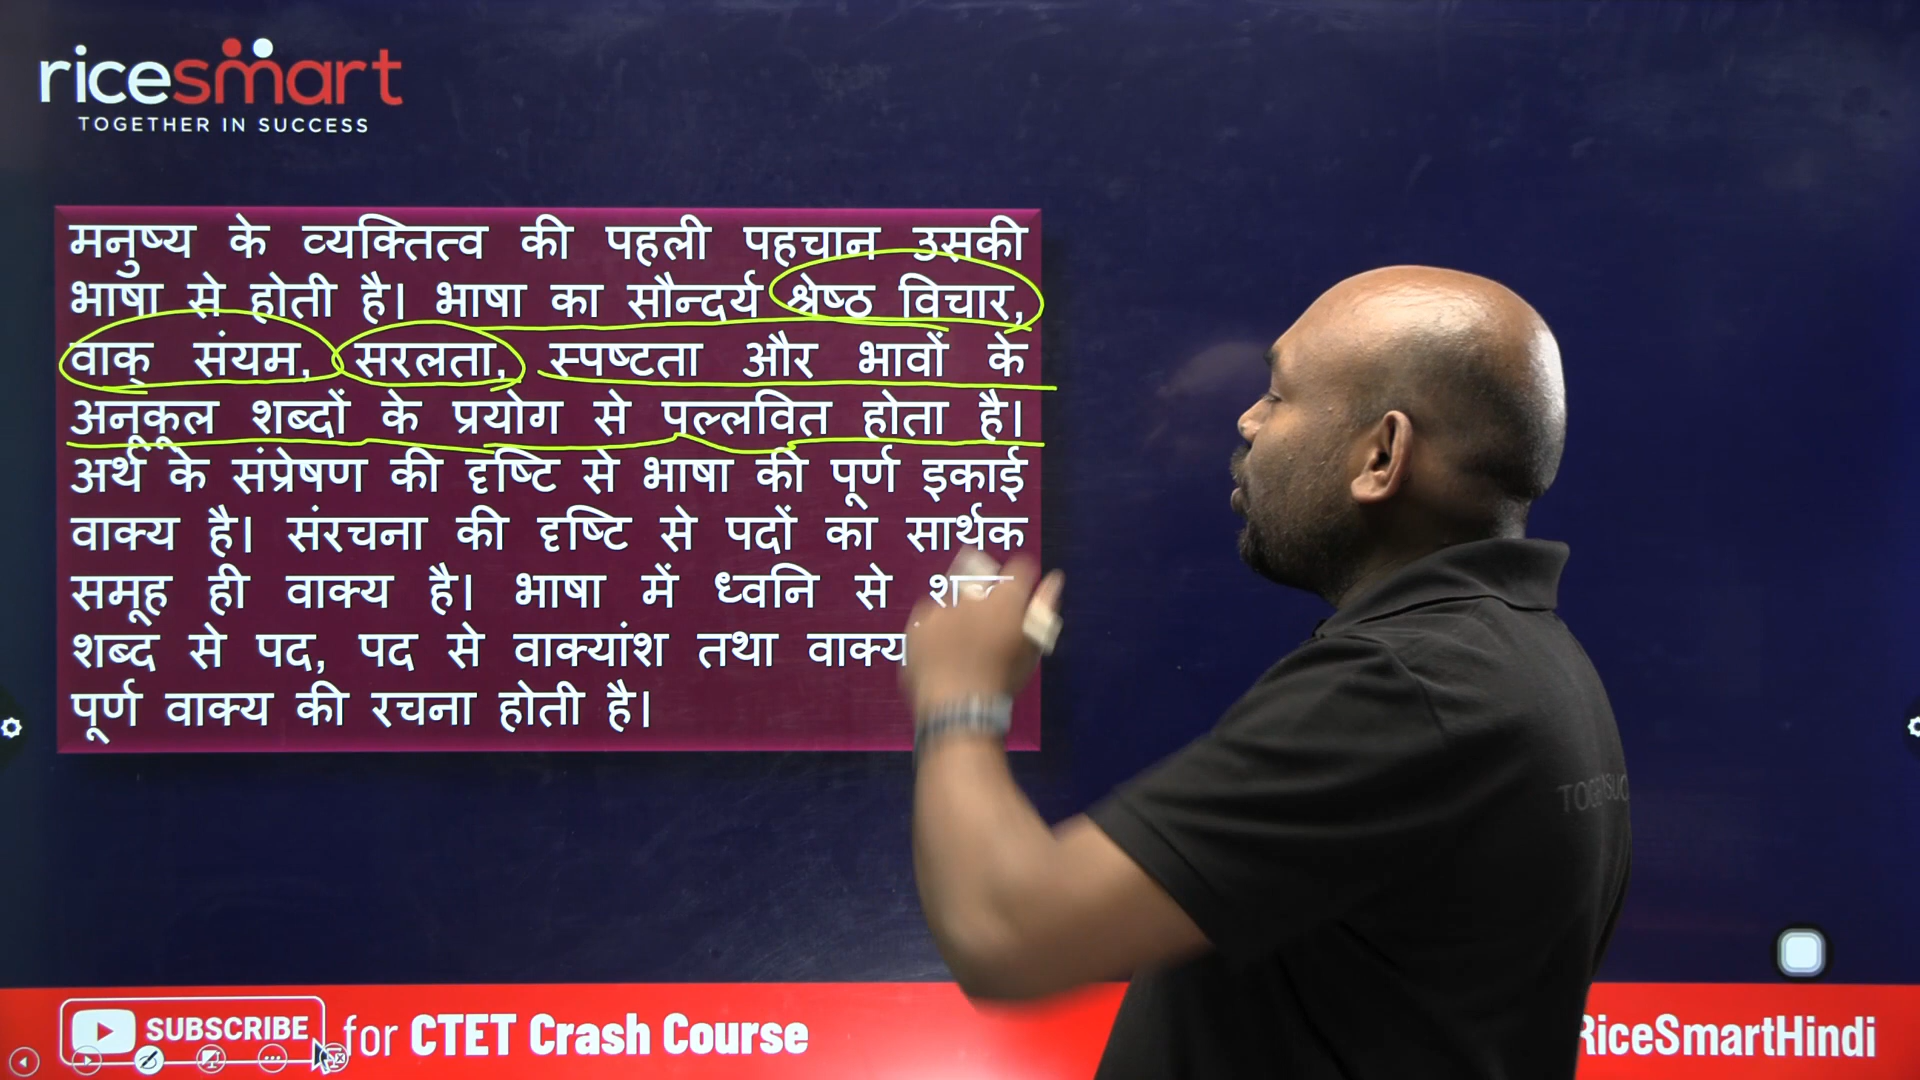 ricesmart
TOGETHER IN SUCCESS
मनुष्य के व्यक्तित्व की पहली पहचान उसकी
भाषा से होती है। भाषा का सौन्दर्य श्रेष्ठ विचार,
वाक् संयम, सरलता, स्पष्टता और भावों के
अनूकूल शब्दों के प्रयोग से पल्लवित होता है।
अर्थ के संप्रेषण की दृष्टि से भाषा की पूर्ण इकाई
वाक्य है। संरचना की दृष्टि से पदों का सार्थक
समूह ही वाक्य है। भाषा में ध्वनि से
शब्द से पद, पद से वाक्यांश तथा वाक्य
पूर्ण वाक्य की रचना होती है।
SUBSCRIBE for CTET Crash Course
RiceSmartHindi